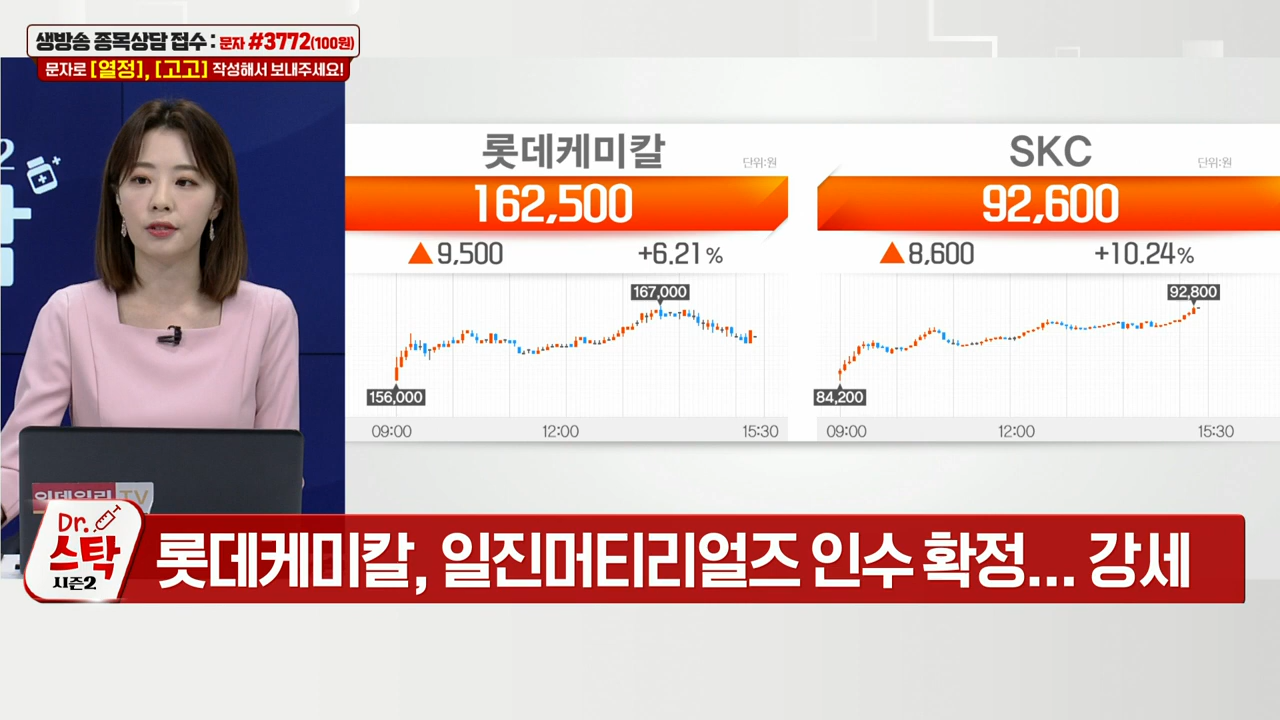 생방송 종목상담 접수 : 문자 #3772(100원)
문자로 [열정], [고고] 작성해서 보내주세요!
2
롯데케미칼
단위:원
162,500
▲9,500 +6.21%
167,000
156,000
09:00 12:00 15:30
SKC
단위:원
92,600
▲8,600 +10.24%
92,800
84,200
09:00 12:00 15:30
이데일리 TV
Dr.
스탁
시즌2
롯데케미칼, 일진머티리얼즈 인수 확정... 강세